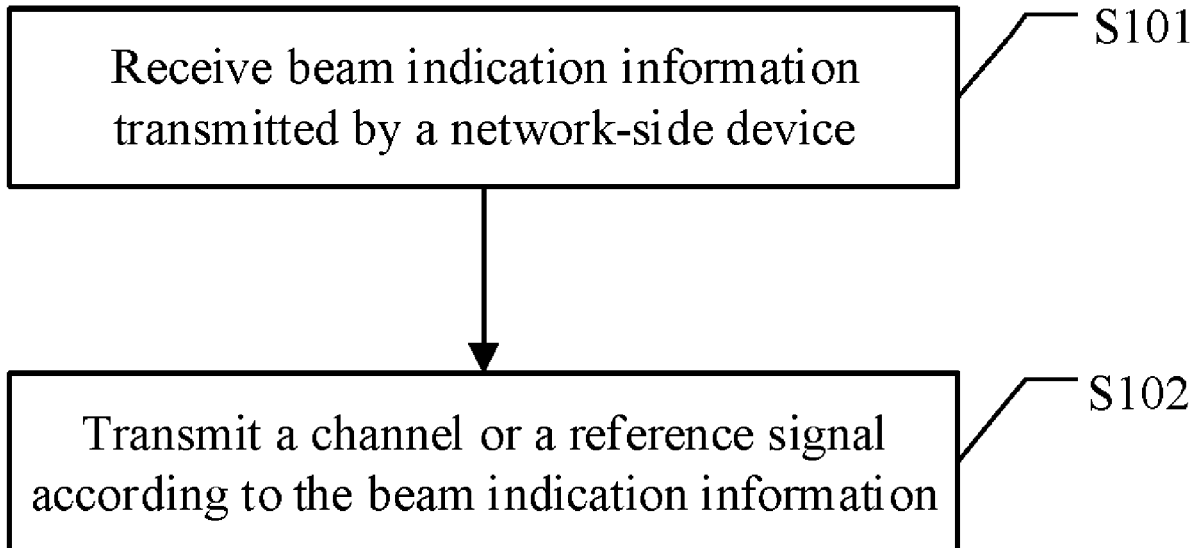 S101
Receive beam indication information
transmitted by a network-side device
S102
Transmit a channel or a reference signal
according to the beam indication information